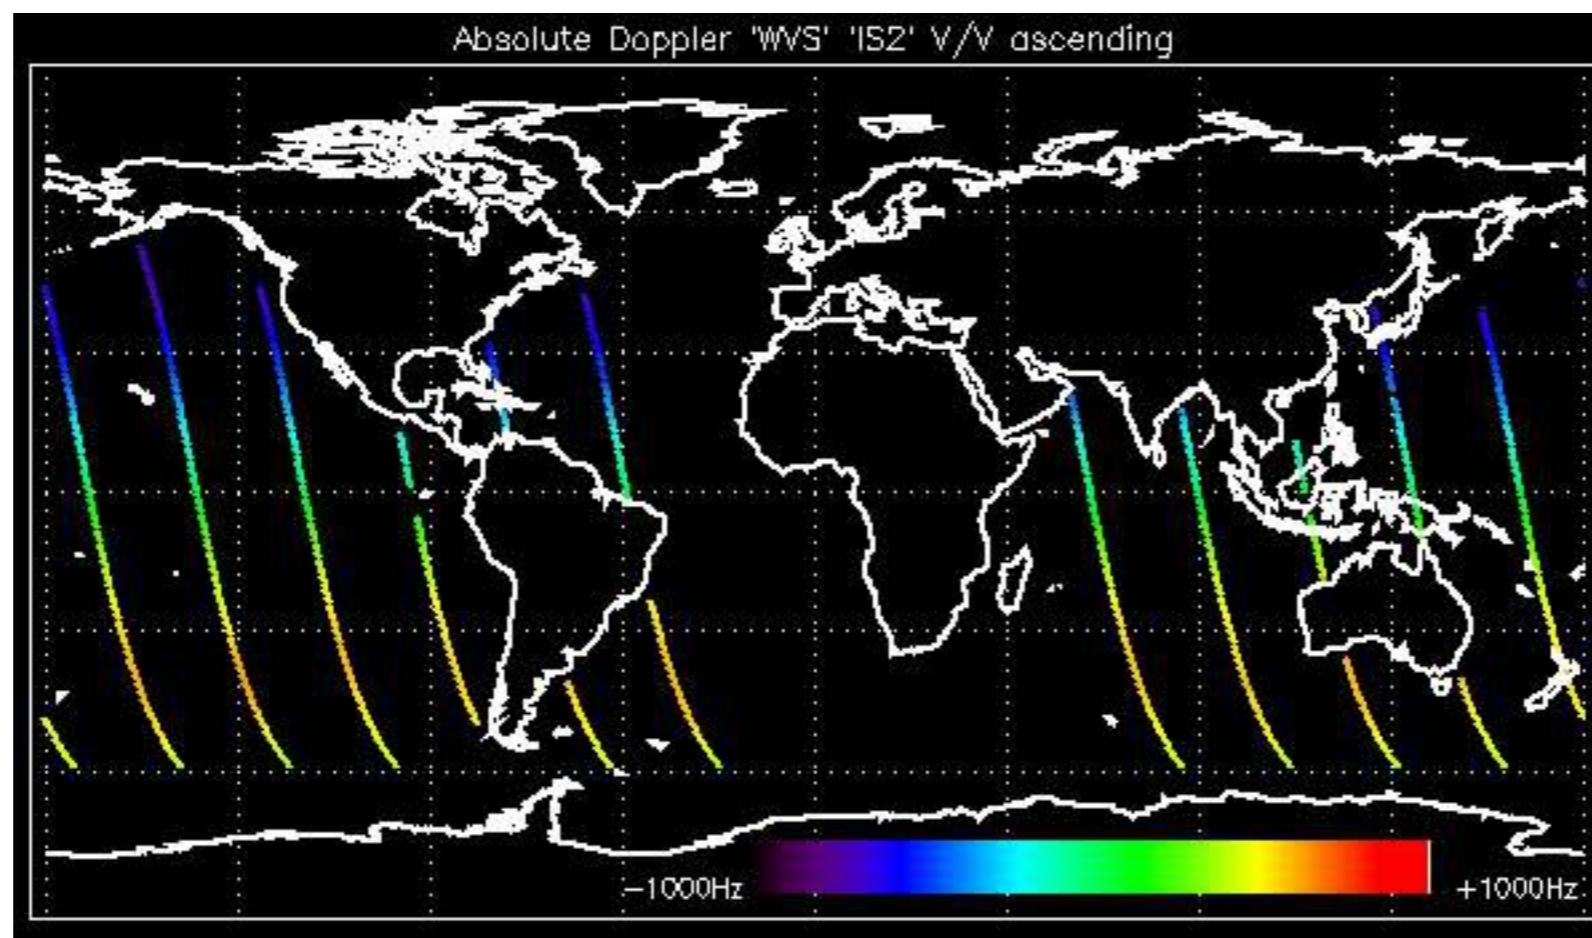 Absolute Doppler 'WVS' 'IS2' V/V ascending
−1000Hz +1000Hz